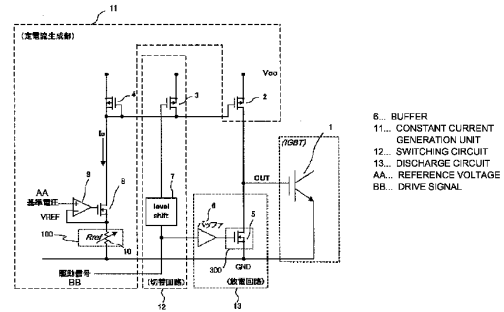 11
(定電流生成部)
Vcc
4
3
2
Io
1
(IGBT)
OUT
AA
基準電圧
VREF
9
8
7
level
shift
6
バッファ
5
100
Rref
10
300
GND
駆動信号
BB
(切替回路)
12
(放電回路)
13
6... BUFFER
11... CONSTANT CURRENT
GENERATION UNIT
12... SWITCHING CIRCUIT
13... DISCHARGE CIRCUIT
AA... REFERENCE VOLTAGE
BB... DRIVE SIGNAL